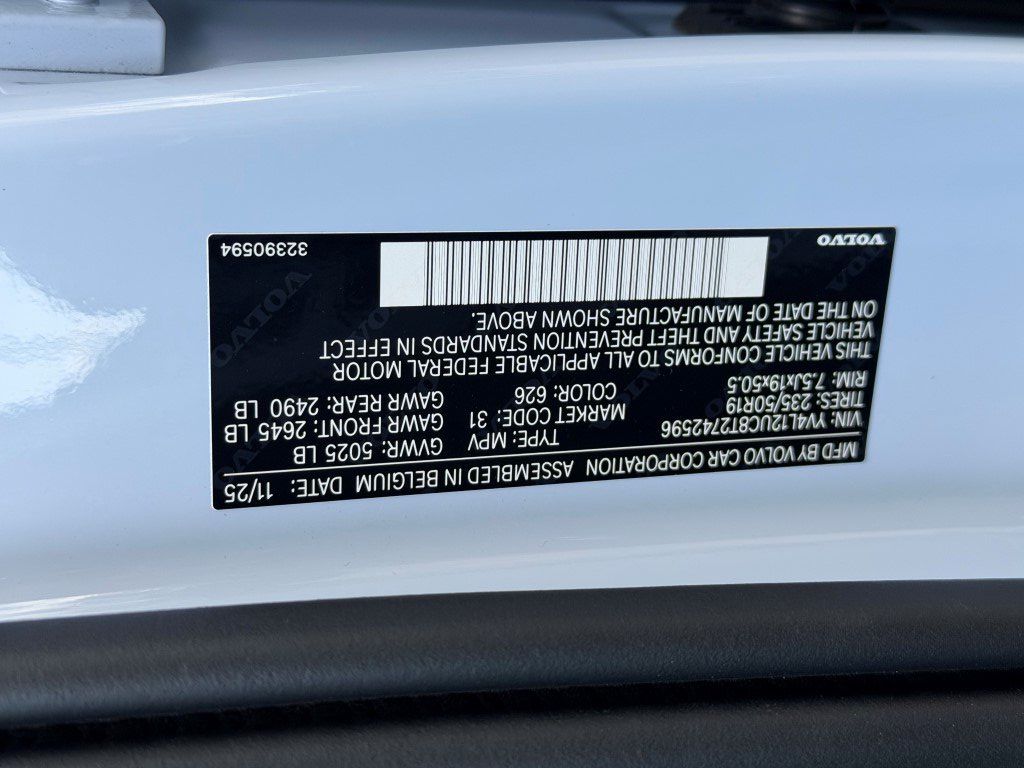 MFD BY VOLVO CAR CORPORATION ASSEMBLED IN BELGIUM DATE: 11/25
VIN: YV4L12UC8T2742596 TYPE: MPV GVWR: 5025 LB
TIRES: 235/50R19 MARKET CODE: 31 GAWR FRONT: 2645 LB
RIM: 7.5Jx19x50.5 COLOR: 626 GAWR REAR: 2490 LB
THIS VEHICLE CONFORMS TO ALL APPLICABLE FEDERAL MOTOR
VEHICLE SAFETY AND THEFT PREVENTION STANDARDS IN EFFECT
ON THE DATE OF MANUFACTURE SHOWN ABOVE.
VOLVO 32390594